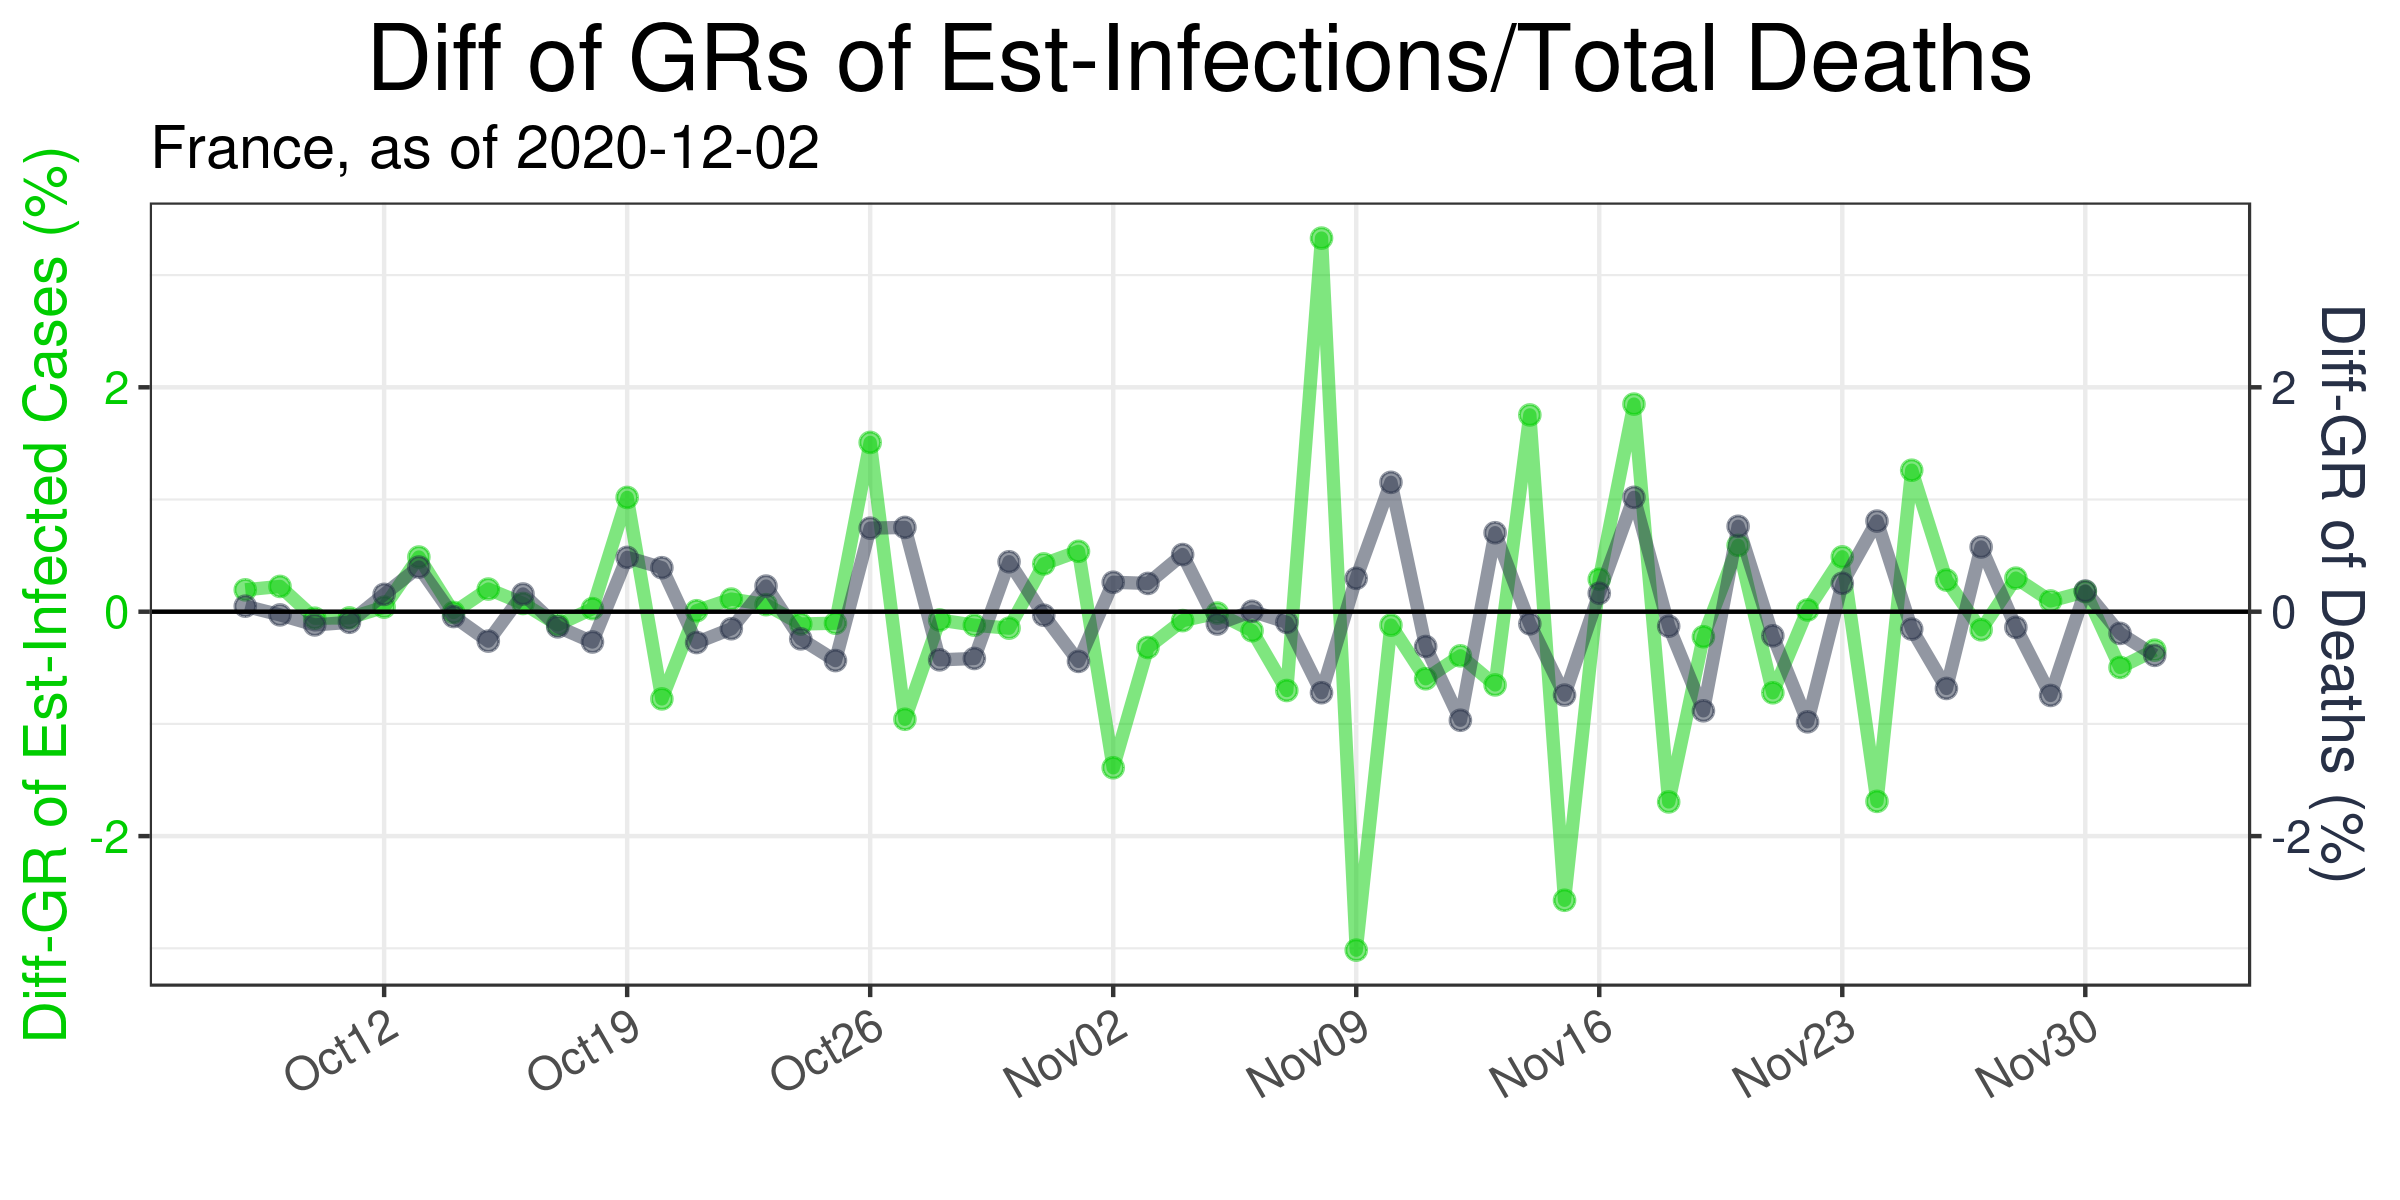 Diff of GRs of Est-Infections/Total Deaths
France, as of 2020-12-02
Diff-GR of Est-Infected Cases (%)
2
0
-2
2
0
-2
Diff-GR of Deaths (%)
Oct12
Oct19
Oct26
Nov02
Nov09
Nov16
Nov23
Nov30